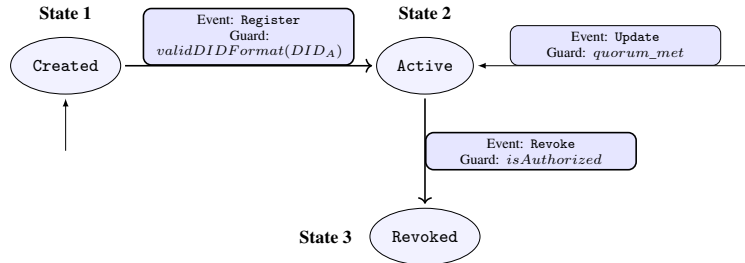 State 1
State 2
Event: Register
Guard:
validDIDFormat(DID_A)
Event: Update
Guard: quorum_met
Created
Active
Event: Revoke
Guard: isAuthorized
State 3
Revoked